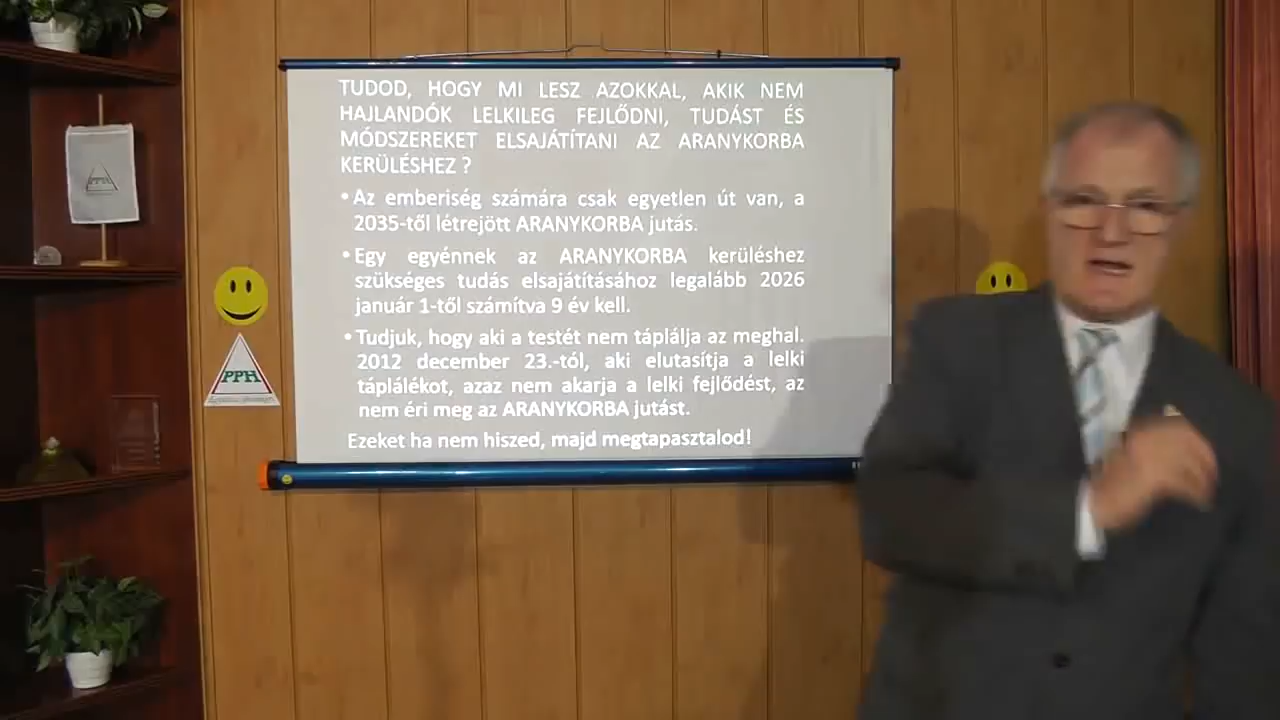 TUDOD, HOGY MI LESZ AZOKKAL, AKIK NEM
HAJLANDÓK LELKILEG FEJLŐDNI, TUDÁST ÉS
MÓDSZEREKET ELSAJÁTÍTANI AZ ARANYKORBA
KERÜLÉSHEZ ?
•Az emberiség számára csak egyetlen út van, a
2035-től létrejött ARANYKORBA jutás.
•Egy egyénnek az ARANYKORBA kerüléshez
szükséges tudás elsajátításához legalább 2026
január 1-től számítva 9 év kell.
•Tudjuk, hogy aki a testét nem táplálja az meghal.
2012 december 23.-tól, aki elutasítja a lelki
táplálékot, azaz nem akarja a lelki fejlődést, az
nem éri meg az ARANYKORBA jutást.
Ezeket ha nem hiszed, majd megtapasztalod!
PPH